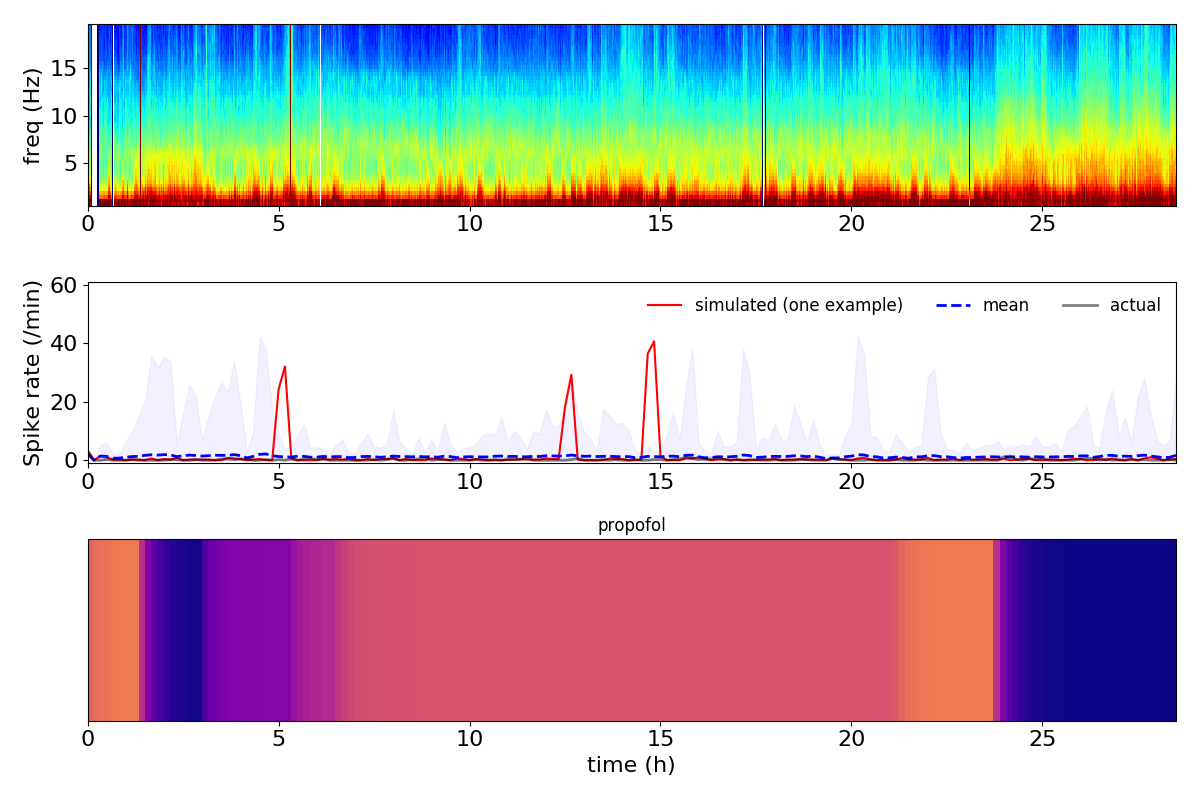 15
10
5
freq (Hz)
0 5 10 15 20 25
60
40
20
0
Spike rate (/min)
simulated (one example) mean actual
0 5 10 15 20 25
propofol
0 5 10 15 20 25
time (h)